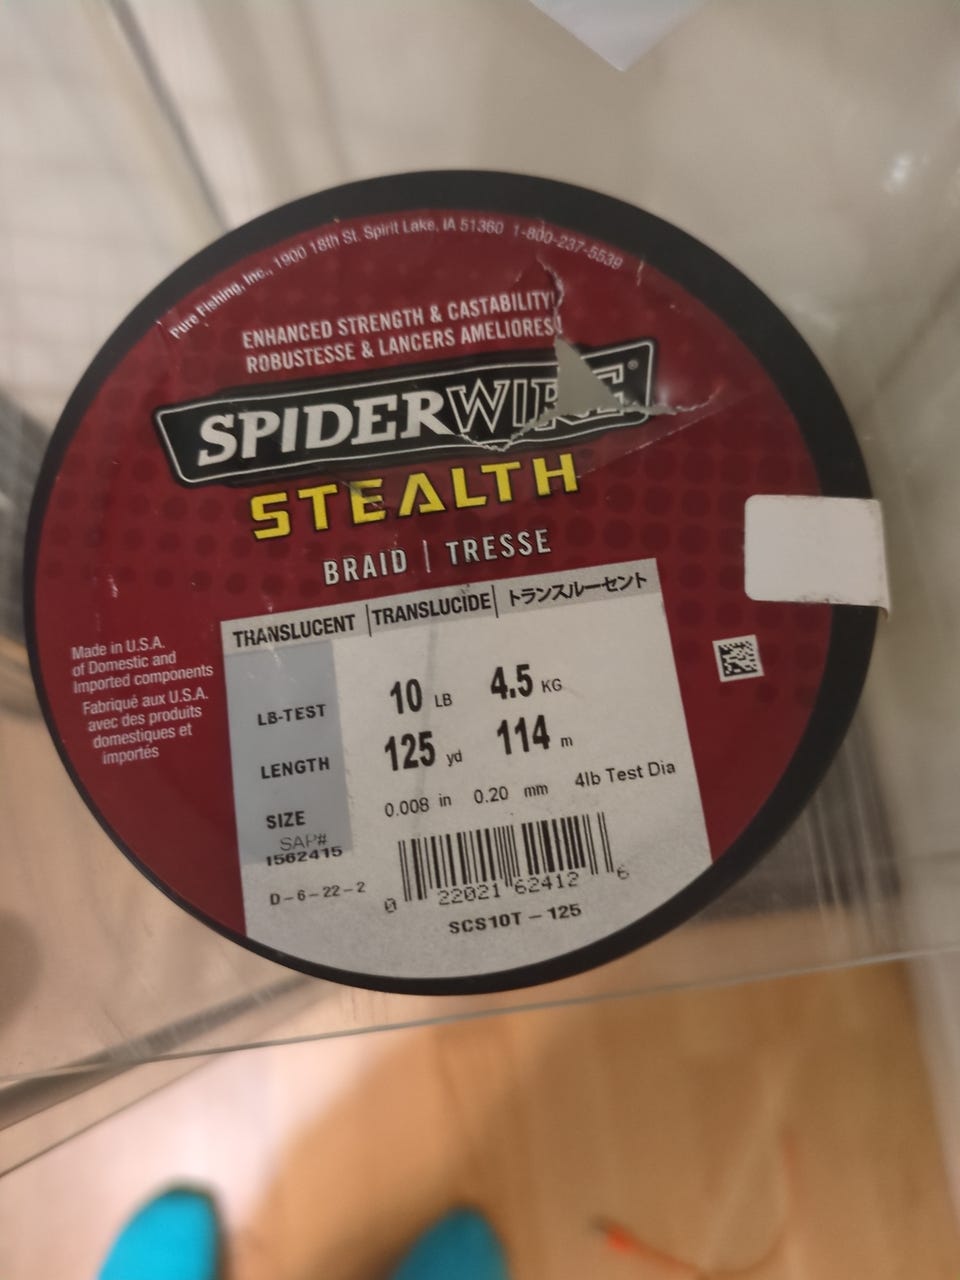 Pure Fishing, Inc., 1900 18th St. Spirit Lake, IA 51360 1-800-237-5539
ENHANCED STRENGTH & CASTABILITY!
ROBUSTESSE & LANCERS AMELIORES!
SPIDERWIRE®
STEALTH
BRAID | TRESSE
TRANSLUCENT | TRANSLUCIDE | トランスルーセント
Made in U.S.A.
of Domestic and
Imported components
Fabriqué aux U.S.A.
avec des produits
domestiques et
importés
LB-TEST 10 LB 4.5 KG
LENGTH 125 yd 114 m
SIZE 0.008 in 0.20 mm 4lb Test Dia
SAP#
1562415
D-6-22-2
0 22021 62412 6
SCS10T-125